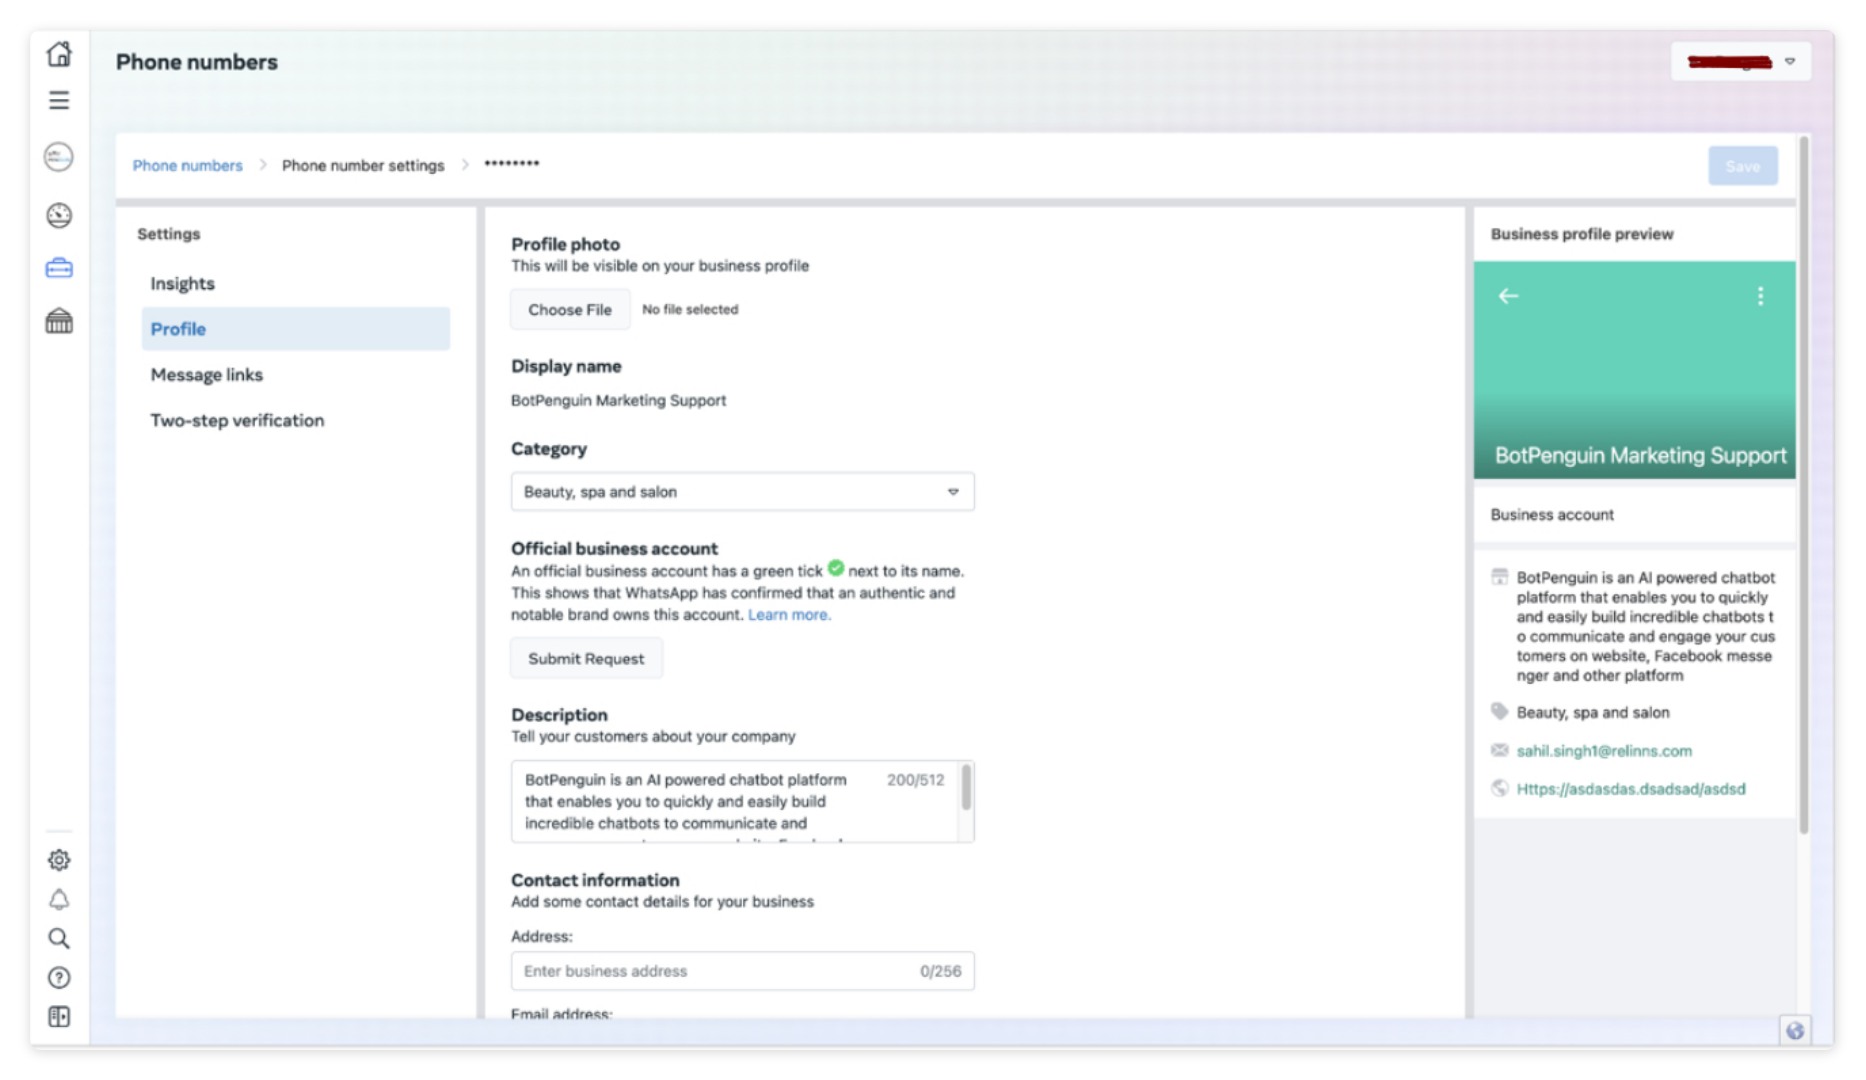 Phone numbers
Phone numbers > Phone number settings > ********
Save
Settings
Insights
Profile
Message links
Two-step verification
Profile photo
This will be visible on your business profile
Choose File No file selected
Display name
BotPenguin Marketing Support
Category
Beauty, spa and salon
Official business account
An official business account has a green tick next to its name.
This shows that WhatsApp has confirmed that an authentic and
notable brand owns this account. Learn more.
Submit Request
Description
Tell your customers about your company
BotPenguin is an AI powered chatbot platform 200/512
that enables you to quickly and easily build
incredible chatbots to communicate and
Contact information
Add some contact details for your business
Address:
Enter business address 0/256
Email address:
Business profile preview
BotPenguin Marketing Support
Business account
BotPenguin is an AI powered chatbot
platform that enables you to quickly
and easily build incredible chatbots t
o communicate and engage your cus
tomers on website, Facebook messe
nger and other platform
Beauty, spa and salon
sahil.singh1@relinns.com
Https://asdasdas.dsadsad/asdsd